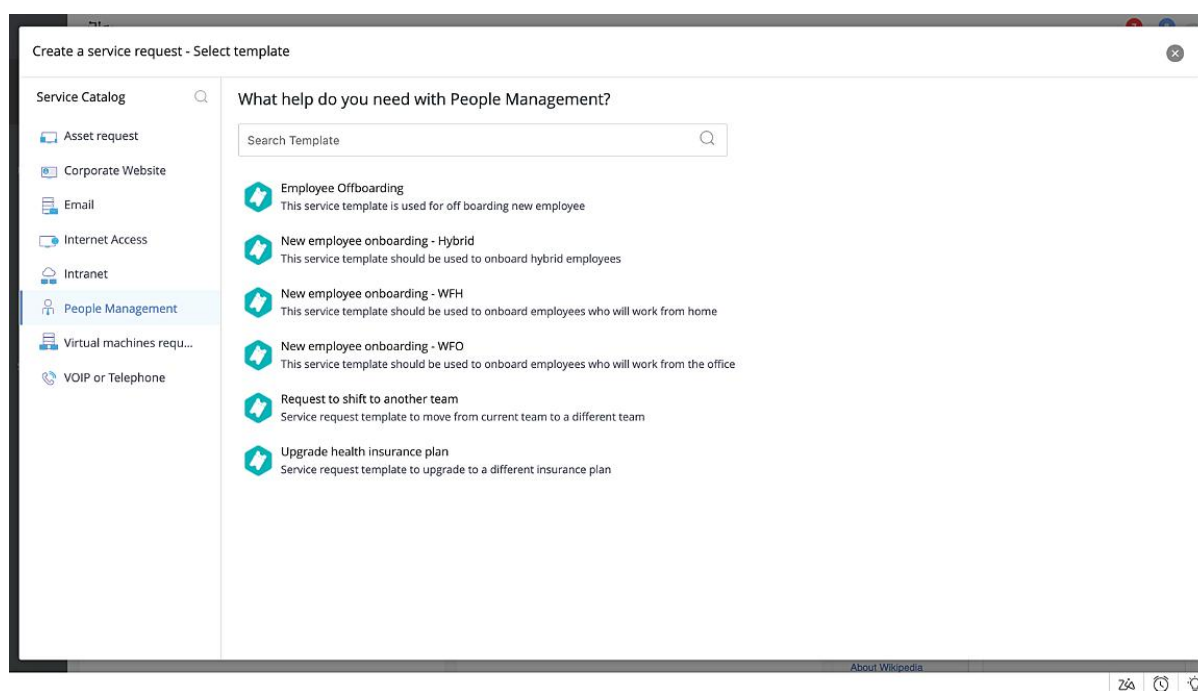 Create a service request - Select template
Service Catalog
Asset request
Corporate Website
Email
Internet Access
Intranet
People Management
Virtual machines requ...
VOIP or Telephone
What help do you need with People Management?
Search Template
Employee Offboarding
This service template is used for off boarding new employee
New employee onboarding - Hybrid
This service template should be used to onboard hybrid employees
New employee onboarding - WFH
This service template should be used to onboard employees who will work from home
New employee onboarding - WFO
This service template should be used to onboard employees who will work from the office
Request to shift to another team
Service request template to move from current team to a different team
Upgrade health insurance plan
Service request template to upgrade to a different insurance plan
About Wikipedia